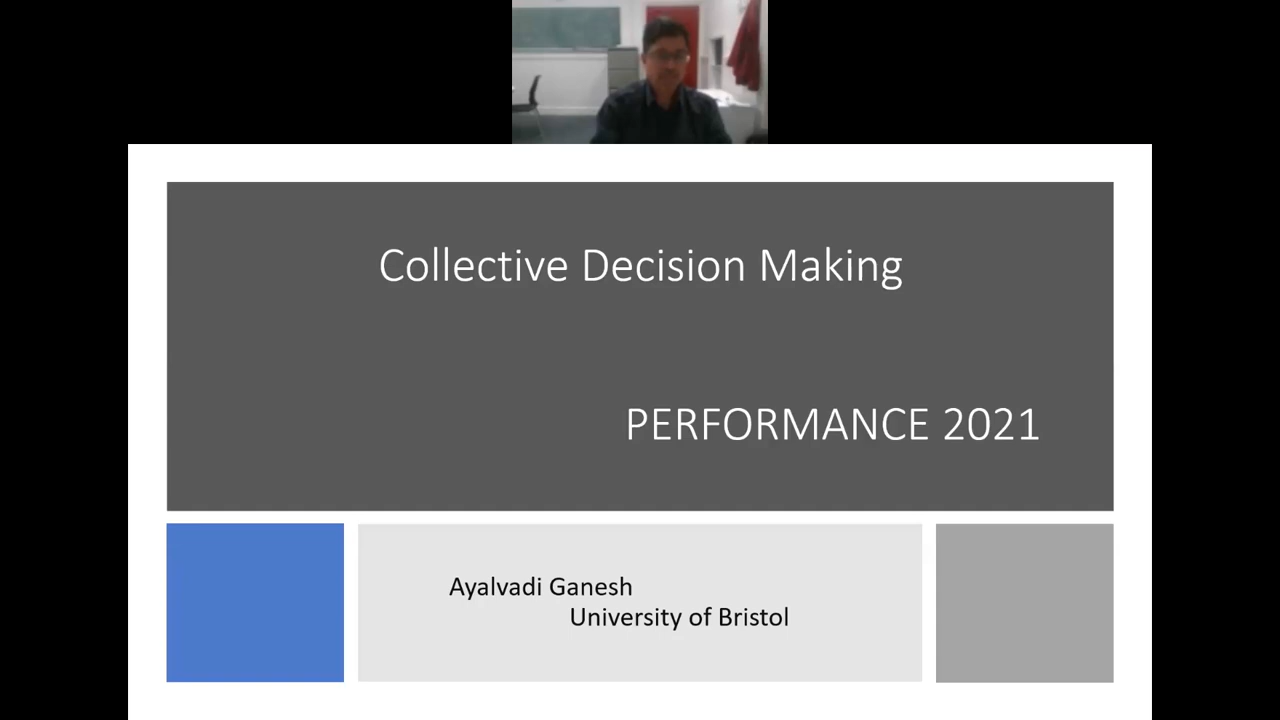 Collective Decision Making
PERFORMANCE 2021
Ayalvadi Ganesh
University of Bristol